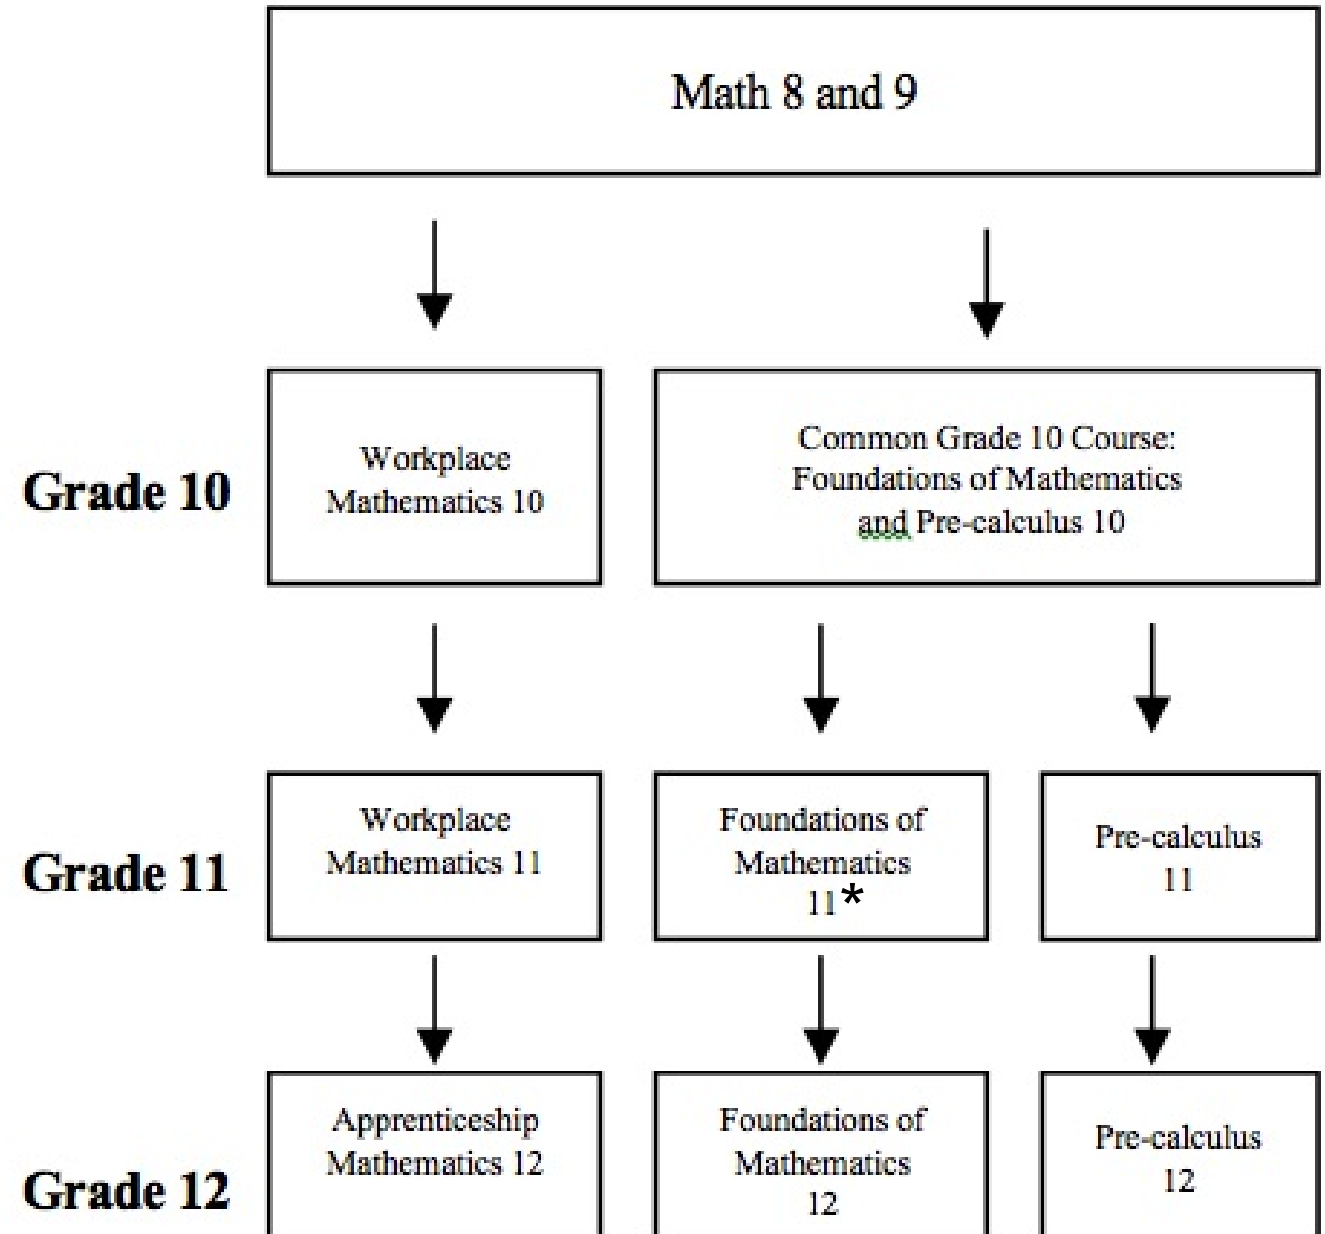 Math 8 and 9
Grade 10
Workplace
Mathematics 10
Common Grade 10 Course:
Foundations of Mathematics
and Pre-calculus 10
Grade 11
Workplace
Mathematics 11
Foundations of
Mathematics
11*
Pre-calculus
11
Grade 12
Apprenticeship
Mathematics 12
Foundations of
Mathematics
12
Pre-calculus
12